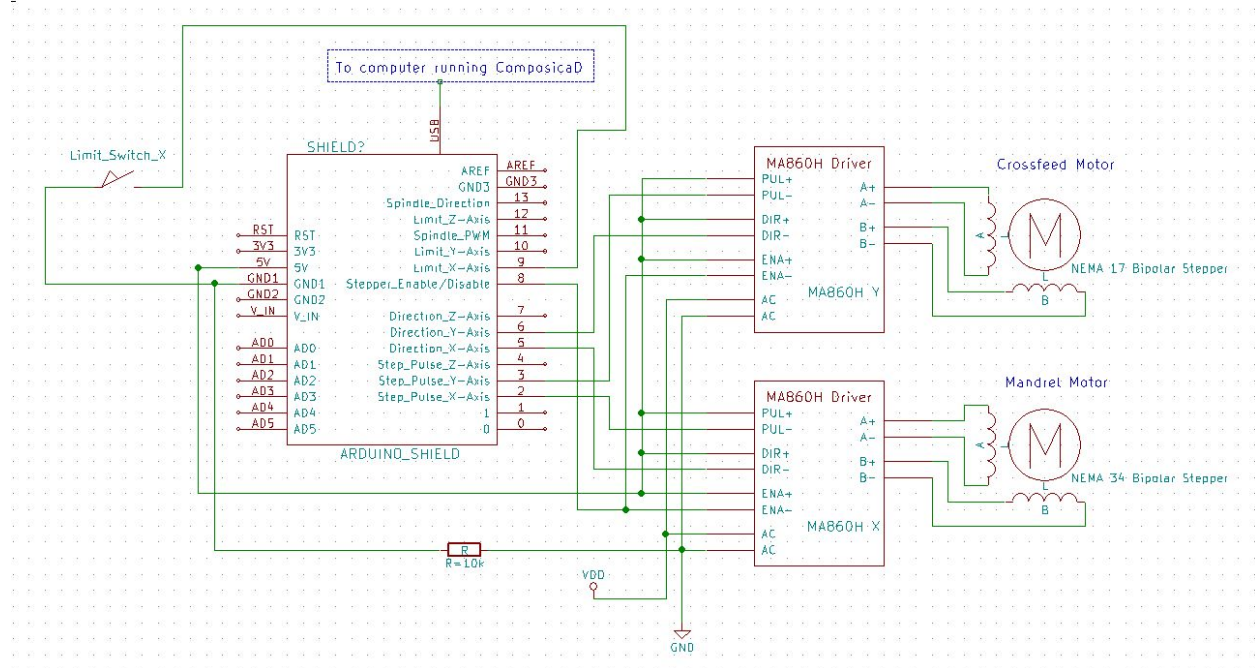 To computer running ComposicaD
USB
Limit_Switch_X
SHIELD?
AREF AREF
GND3 GND3
Spindle_Direction 13
Limit_Z-Axis 12
RST RST Spindle_PWM 11
3V3 3V3 Limit_Y-Axis 10
5V 5V Limit_X-Axis 9
GND1 GND1 Stepper_Enable/Disable 8
GND2 GND2
V_IN V_IN Direction_Z-Axis 7
Direction_Y-Axis 6
AD0 AD0 Direction_X-Axis 5
AD1 AD1 Step_Pulse_Z-Axis 4
AD2 AD2 Step_Pulse_Y-Axis 3
AD3 AD3 Step_Pulse_X-Axis 2
AD4 AD4 1 1
AD5 AD5 0 0
ARDUINO_SHIELD
R
R=10k
VDD
GND
MA860H Driver
PUL+ A+
PUL- A-
DIR+ B+
DIR- B-
ENA+
ENA-
MA860H Y
AC
AC
Crossfeed Motor
A
L
M
NEMA 17 Bipolar Stepper
L
B
MA860H Driver
PUL+ A+
PUL- A-
DIR+ B+
DIR- B-
ENA+
ENA-
MA860H X
AC
AC
Mandrel Motor
A
L
M
NEMA 34 Bipolar Stepper
L
B